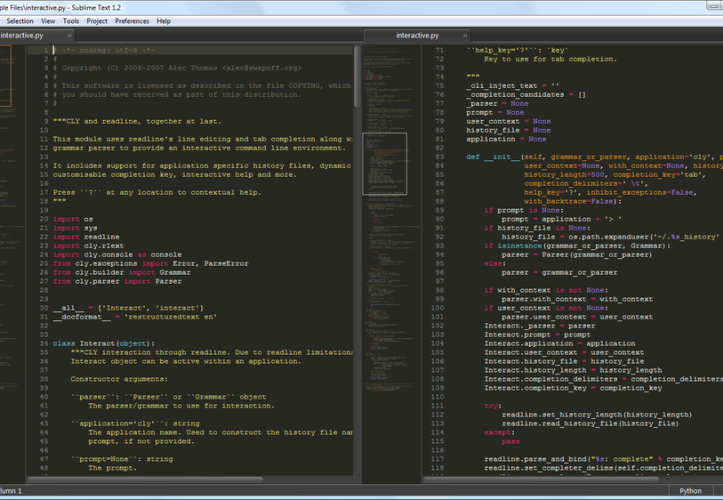 ple Files\interactive.py - Sublime Text 1.2
Selection View Tools Project Preferences Help
interactive.py
1 # -*- coding: utf-8 -*-
2 #
3 # Copyright (C) 2006-2007 Alec Thomas <alec@swapoff.org>
4 #
5 # This software is licensed as described in the file COPYING, which
6 # you should have received as part of this distribution.
7 #
8
9 """CLY and readline, together at last.
10
11 This module uses readline's line editing and tab completion along wi
12 grammar parser to provide an interactive command line environment.
13
14 It includes support for application specific history files, dynamic
15 customisable completion key, interactive help and more.
16
17 Press ``?`` at any location to contextual help.
18 """
19
20 import os
21 import sys
22 import readline
23 import cly.rlext
24 import cly.console as console
25 from cly.exceptions import Error, ParseError
26 from cly.builder import Grammar
27 from cly.parser import Parser
28
29
30 __all__ = ['Interact', 'interact']
31 __docformat__ = 'restructuredtext en'
32
33
34 class Interact(object):
35 """CLY interaction through readline. Due to readline limitations
36 Interact object can be active within an application.
37
38 Constructor arguments:
39
40 ``parser``: ``Parser`` or ``Grammar`` object
41 The parser/grammar to use for interaction.
42
43 ``application='cly'``: string
44 The application name. Used to construct the history file nam
45 prompt, if not provided.
46
47 ``prompt=None``: string
48 The prompt.
interactive.py
71 ``help_key='?'``: `key`
72 Key to use for tab completion.
73
74 """
75 _cli_inject_text = ''
76 _completion_candidates = []
77 _parser = None
78 prompt = None
79 user_context = None
80 history_file = None
81 application = None
82
83 def __init__(self, grammar_or_parser, application='cly', p
84 user_context=None, with_context=None, history
85 history_length=500, completion_key='tab',
86 completion_delimiters=' \t',
87 help_key='?', inhibit_exceptions=False,
88 with_backtrace=False):
89 if prompt is None:
90 prompt = application + '> '
91 if history_file is None:
92 history_file = os.path.expanduser('~/.%s_history'
93 if isinstance(grammar_or_parser, Grammar):
94 parser = Parser(grammar_or_parser)
95 else:
96 parser = grammar_or_parser
97
98 if with_context is not None:
99 parser.with_context = with_context
100 if user_context is not None:
101 parser.user_context = user_context
102 Interact._parser = parser
103 Interact.prompt = prompt
104 Interact.application = application
105 Interact.user_context = user_context
106 Interact.history_file = history_file
107 Interact.history_length = history_length
108 Interact.completion_delimiters = completion_delimiters
109 Interact.completion_key = completion_key
110
111 try:
112 readline.set_history_length(history_length)
113 readline.read_history_file(history_file)
114 except:
115 pass
116
117 readline.parse_and_bind("%s: complete" % completion_ke
118 readline.set_completer_delims(self.completion_delimiter
olumn 1
Python